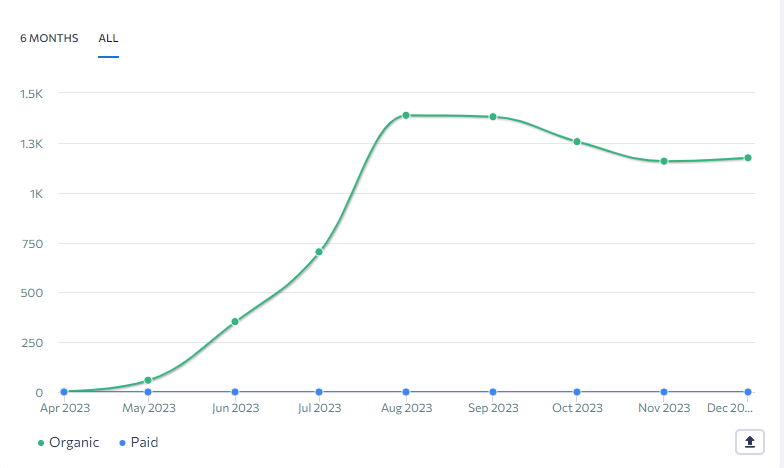 6 MONTHS ALL
1.5K
1.3K
1K
750
500
250
0
Apr 2023 May 2023 Jun 2023 Jul 2023 Aug 2023 Sep 2023 Oct 2023 Nov 2023 Dec 20...
Organic Paid